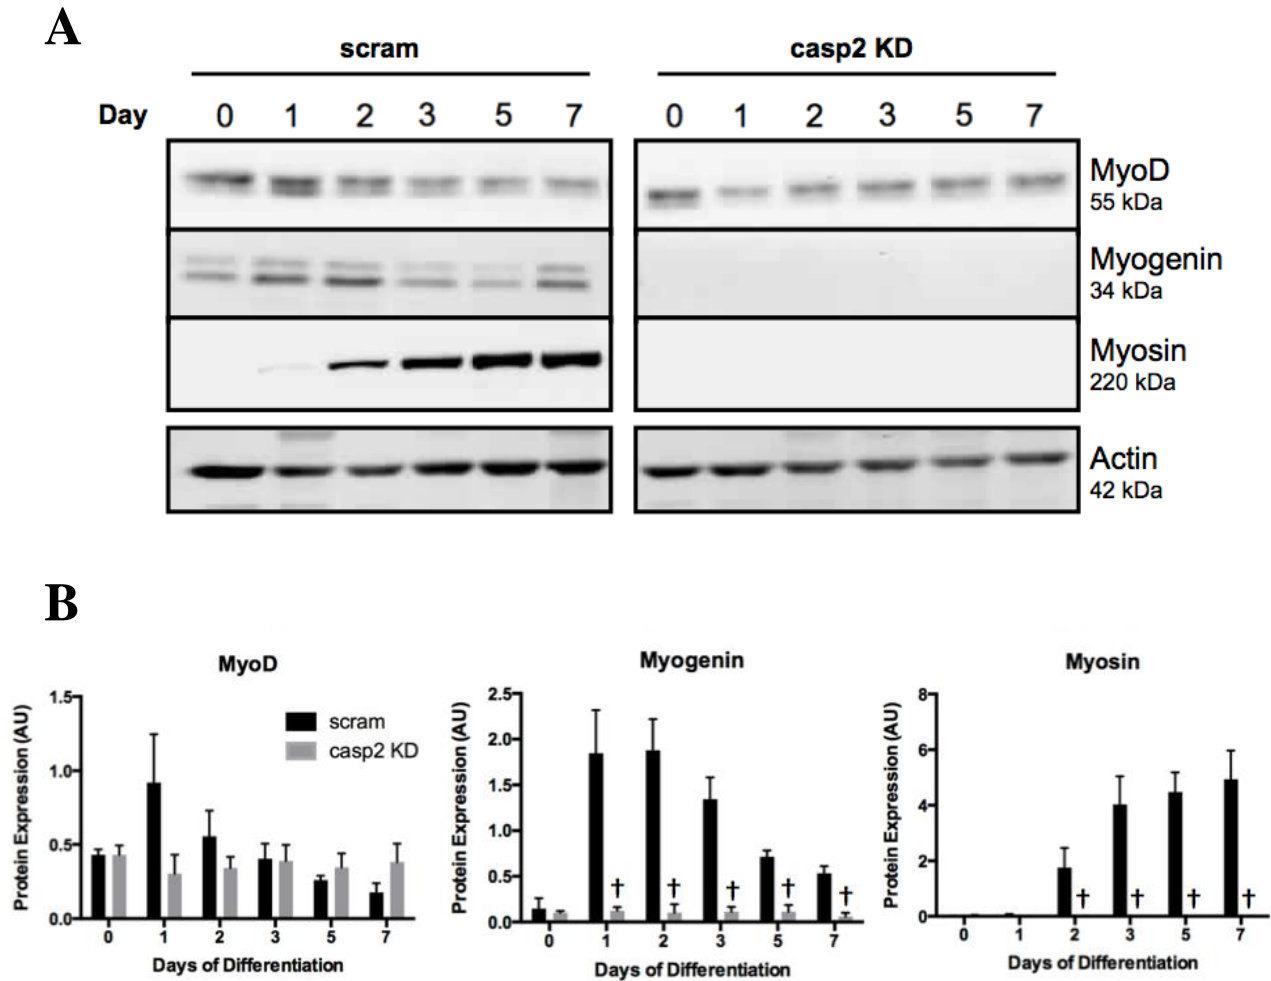 A
scram
casp2 KD
Day 0 1 2 3 5 7 0 1 2 3 5 7
MyoD
55 kDa
Myogenin
34 kDa
Myosin
220 kDa
Actin
42 kDa
B
MyoD
Protein Expression (AU)
1.5
1.0
0.5
0.0
scram
casp2 KD
0 1 2 3 5 7
Days of Differentiation
Myogenin
Protein Expression (AU)
2.5
2.0
1.5
1.0
0.5
0.0
† † † † †
0 1 2 3 5 7
Days of Differentiation
Myosin
Protein Expression (AU)
8
6
4
2
0
† † † †
0 1 2 3 5 7
Days of Differentiation